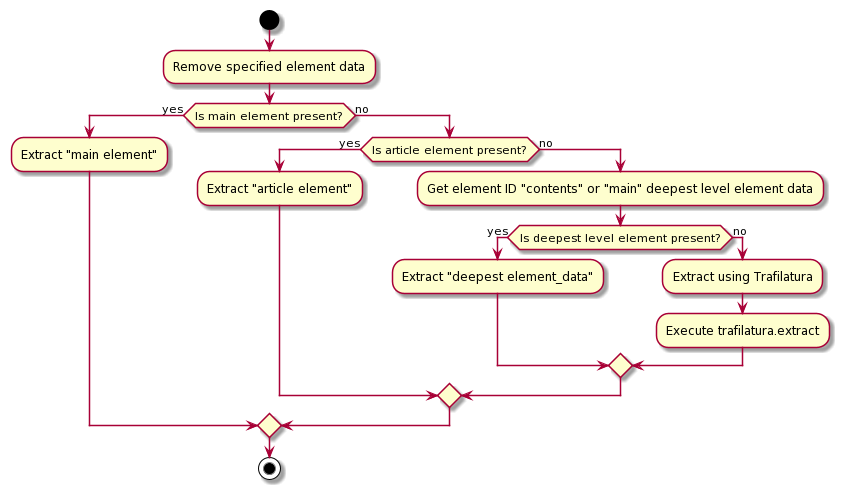 Remove specified element data
yes
Is main element present?
no
Extract "main element"
yes
Is article element present?
no
Extract "article element"
Get element ID "contents" or "main" deepest level element data
yes
Is deepest level element present?
no
Extract "deepest element_data"
Extract using Trafilatura
Execute trafilatura.extract